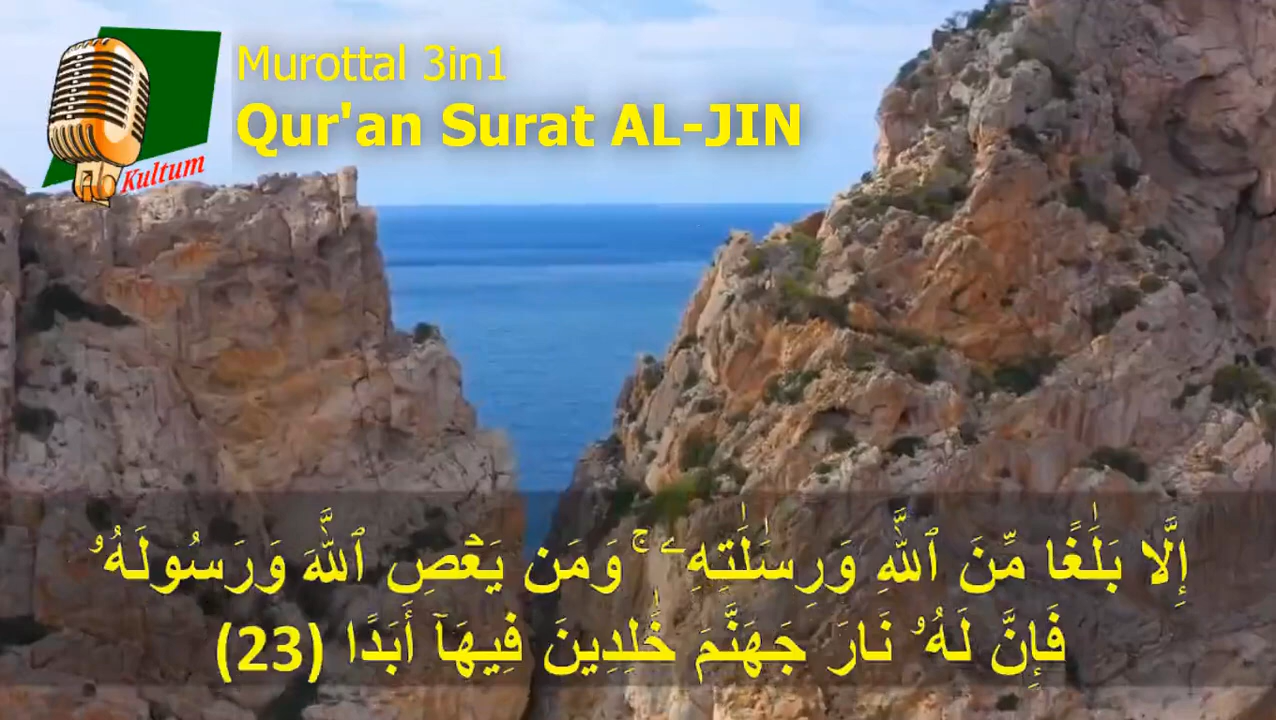 Murottal 3in1
Qur'an Surat AL-JIN
Kultum
إِلَّا بَلَٰغًا مِّنَ ٱللَّهِ وَرِسَٰلَٰتِهِۦ ۚ وَمَن يَعْصِ ٱللَّهَ وَرَسُولَهُۥ
فَإِنَّ لَهُۥ نَارَ جَهَنَّمَ خَٰلِدِينَ فِيهَآ أَبَدًا (23)